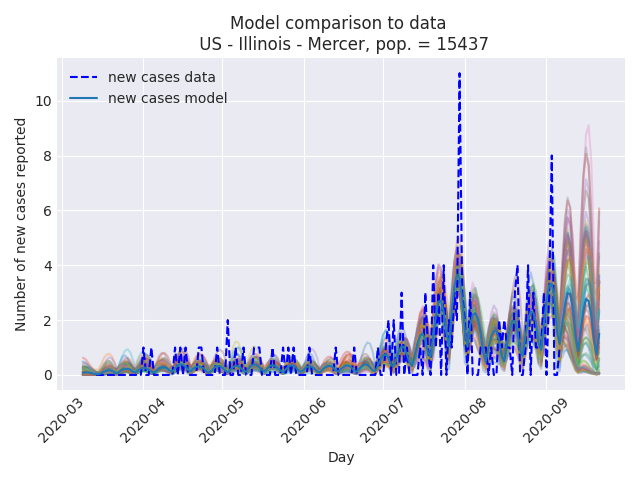 Model comparison to data
US - Illinois - Mercer, pop. = 15437
new cases data
new cases model
Number of new cases reported
10
8
6
4
2
0
2020-03
2020-04
2020-05
2020-06
2020-07
2020-08
2020-09
Day